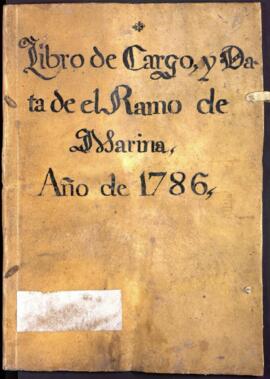 Libro de Cargo, y Da-
ta de el Ramo de
Marina,
Año de 1786,